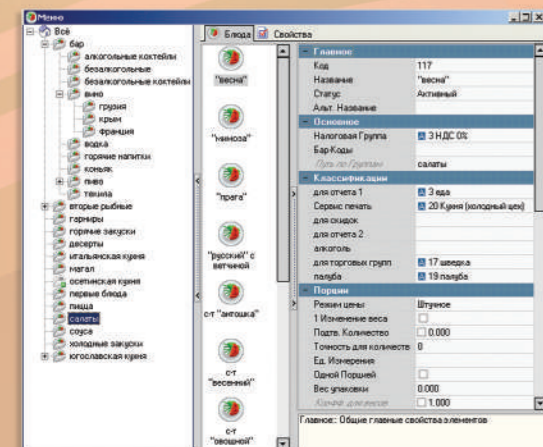 Меню
Всё
бар
алкогольные коктейли
безалкогольные
безалкогольные коктейли
вино
грузия
крым
франция
водка
горячие напитки
коньяк
пиво
текила
вторые рыбные
гарниры
горячие закуски
десерты
итальянская кухня
магал
осетинская кухня
первые блюда
пицца
салаты
соуса
холодные закуски
югославская кухня
Блюда Свойства
"весна"
"мимоза"
"прага"
"русский" с
ветчиной
с-т "антошка"
с-т
"весенний"
с-т
"овощной"
Главное
Код 117
Название "весна"
Статус Активный
Альт. Название
Основное
Налоговая Группа 3 НДС 0%
Бар-Коды
Путь по Группам салаты
Классификации
для отчета 1 3 еда
Сервис печать 20 Кухня (холодный цех)
для скидок
для отчета 2
алкоголь
для торговых групп 17 шведка
палуба 19 палуба
Порции
Режим цены Штучное
1 Изменение веса
Подтв. Количество 0.000
Точность для количеств 0
Ед. Измерения
Одной Порцией
Вес упаковки 0.000
1.000
Главное:: Общие главные свойства элементов